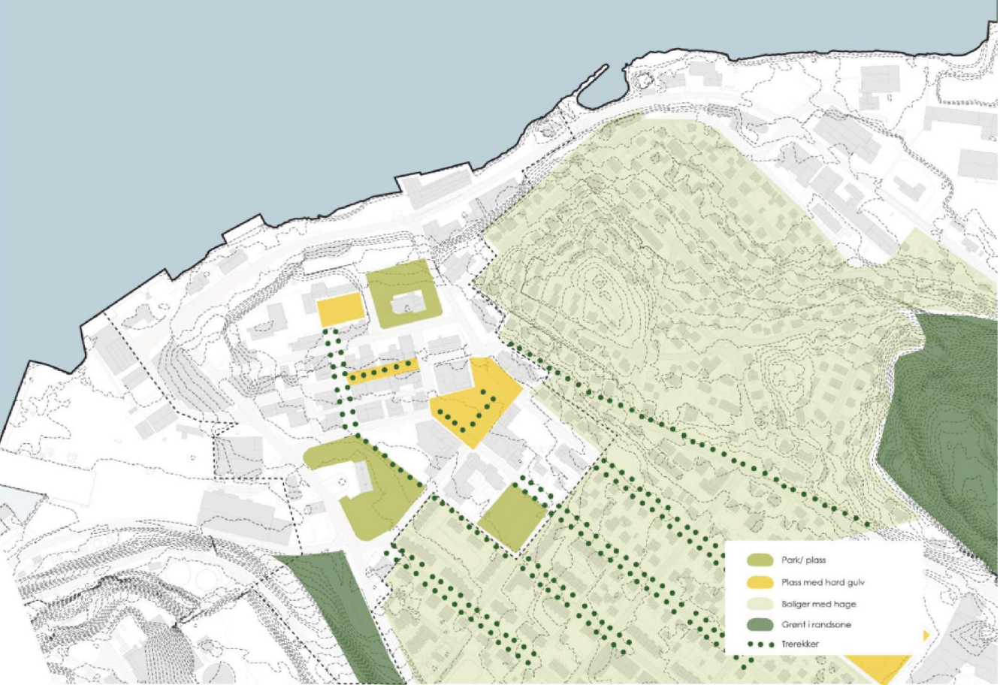 Park/ plass
Plass med hard gulv
Boliger med hage
Grønt i randsone
Trerekker